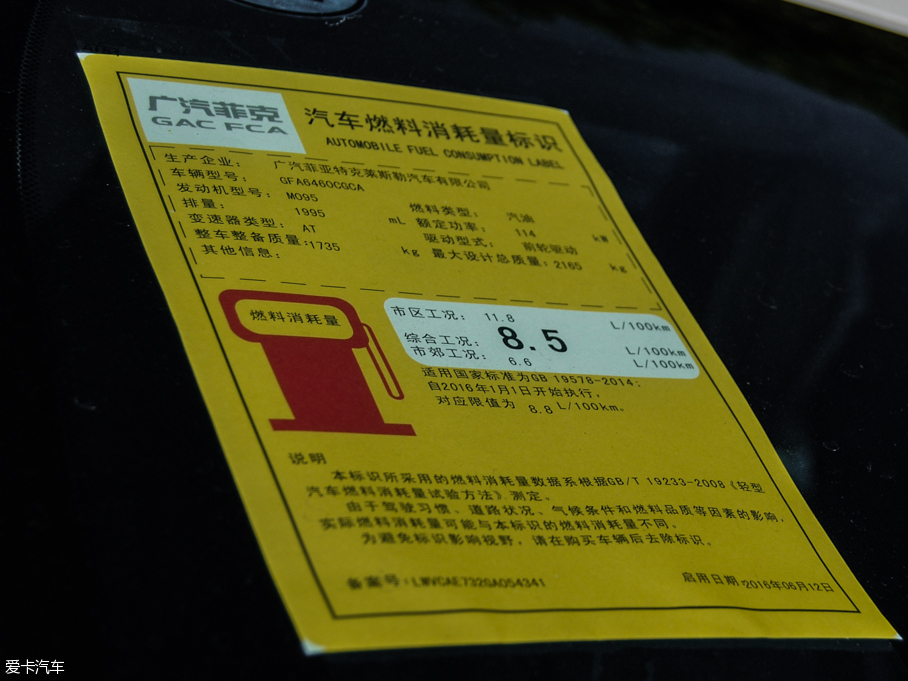 广汽菲克
GAC FCA
汽车燃料消耗量标识
AUTOMOBILE FUEL CONSUMPTION LABEL
生产企业： 广汽菲亚特克莱斯勒汽车有限公司
车辆型号： GFA6460CGCA
发动机型号： M095 燃料类型： 汽油
排量： 1995 mL 额定功率： 114 kW
变速器类型： AT 驱动型式： 前轮驱动
整车整备质量：1735 kg 最大设计总质量：2165 kg
其他信息：
燃料消耗量
市区工况： 11.8 L/100km
综合工况： 8.5 L/100km
市郊工况： 6.6 L/100km
适用国家标准为GB 19578-2014；
自2016年1月1日开始执行，
对应限值为 8.8 L/100km。
说明
本标识所采用的燃料消耗量数据系根据GB/T 19233-2008《轻型
汽车燃料消耗量试验方法》测定。
由于驾驶习惯、道路状况、气候条件和燃料品质等因素的影响，
实际燃料消耗量可能与本标识的燃料消耗量不同。
为避免标识影响视野，请在购买车辆后去除标识。
备案号：LWVCAE732GA054341 启用日期：2016年06月12日
爱卡汽车